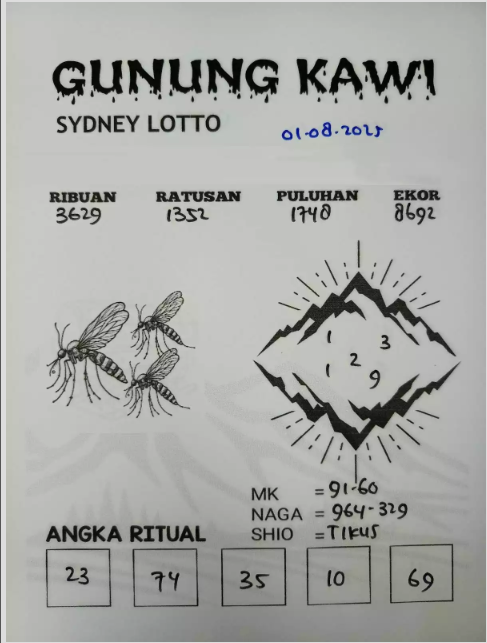 GUNUNG KAWI
SYDNEY LOTTO
01-08-2025
RIBUAN RATUSAN PULUHAN EKOR
3629 1352 1748 8692
1 3
2
1 9
MK = 91-60
NAGA = 964-329
SHIO = TIKUS
ANGKA RITUAL
23 74 35 10 69